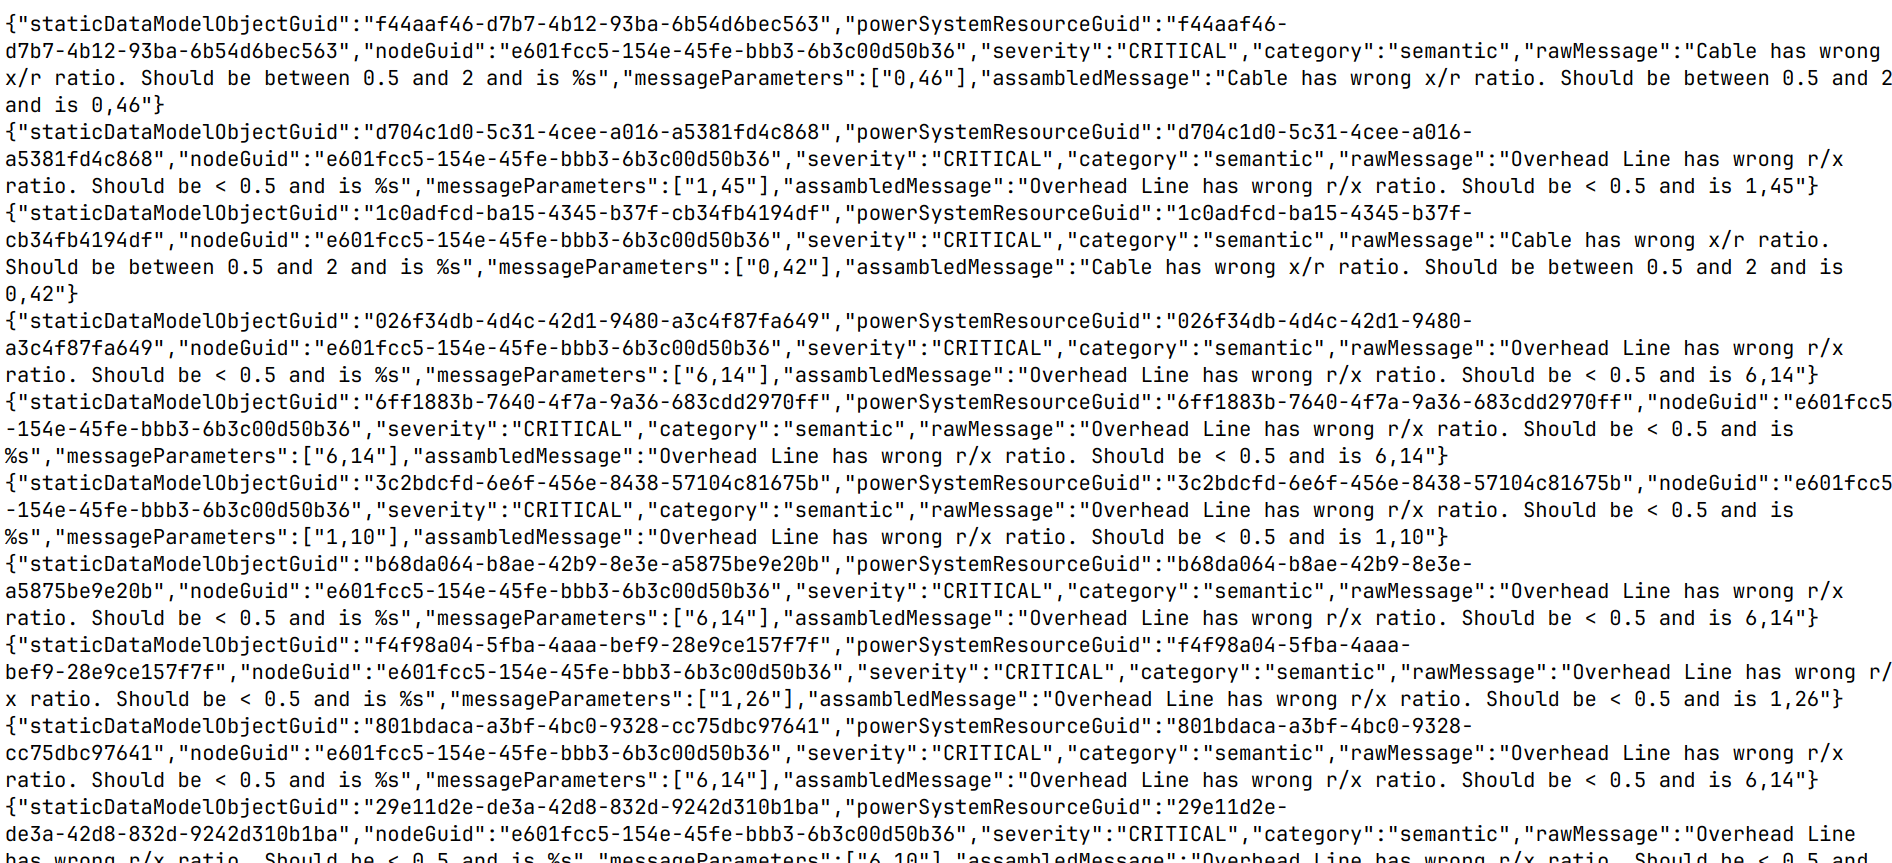 {"staticDataModelObjectGuid":"f44aaf46-d7b7-4b12-93ba-6b54d6bec563","powerSystemResourceGuid":"f44aaf46-
d7b7-4b12-93ba-6b54d6bec563","nodeGuid":"e601fcc5-154e-45fe-bbb3-6b3c00d50b36","severity":"CRITICAL","category":"semantic","rawMessage":"Cable has wrong
x/r ratio. Should be between 0.5 and 2 and is %s","messageParameters":["0,46"],"assambledMessage":"Cable has wrong x/r ratio. Should be between 0.5 and 2
and is 0,46"}
{"staticDataModelObjectGuid":"d704c1d0-5c31-4cee-a016-a5381fd4c868","powerSystemResourceGuid":"d704c1d0-5c31-4cee-a016-
a5381fd4c868","nodeGuid":"e601fcc5-154e-45fe-bbb3-6b3c00d50b36","severity":"CRITICAL","category":"semantic","rawMessage":"Overhead Line has wrong r/x
ratio. Should be < 0.5 and is %s","messageParameters":["1,45"],"assambledMessage":"Overhead Line has wrong r/x ratio. Should be < 0.5 and is 1,45"}
{"staticDataModelObjectGuid":"1c0adfcd-ba15-4345-b37f-cb34fb4194df","powerSystemResourceGuid":"1c0adfcd-ba15-4345-b37f-
cb34fb4194df","nodeGuid":"e601fcc5-154e-45fe-bbb3-6b3c00d50b36","severity":"CRITICAL","category":"semantic","rawMessage":"Cable has wrong x/r ratio.
Should be between 0.5 and 2 and is %s","messageParameters":["0,42"],"assambledMessage":"Cable has wrong x/r ratio. Should be between 0.5 and 2 and is
0,42"}
{"staticDataModelObjectGuid":"026f34db-4d4c-42d1-9480-a3c4f87fa649","powerSystemResourceGuid":"026f34db-4d4c-42d1-9480-
a3c4f87fa649","nodeGuid":"e601fcc5-154e-45fe-bbb3-6b3c00d50b36","severity":"CRITICAL","category":"semantic","rawMessage":"Overhead Line has wrong r/x
ratio. Should be < 0.5 and is %s","messageParameters":["6,14"],"assambledMessage":"Overhead Line has wrong r/x ratio. Should be < 0.5 and is 6,14"}
{"staticDataModelObjectGuid":"6ff1883b-7640-4f7a-9a36-683cdd2970ff","powerSystemResourceGuid":"6ff1883b-7640-4f7a-9a36-683cdd2970ff","nodeGuid":"e601fcc5
-154e-45fe-bbb3-6b3c00d50b36","severity":"CRITICAL","category":"semantic","rawMessage":"Overhead Line has wrong r/x ratio. Should be < 0.5 and is
%s","messageParameters":["6,14"],"assambledMessage":"Overhead Line has wrong r/x ratio. Should be < 0.5 and is 6,14"}
{"staticDataModelObjectGuid":"3c2bdcfd-6e6f-456e-8438-57104c81675b","powerSystemResourceGuid":"3c2bdcfd-6e6f-456e-8438-57104c81675b","nodeGuid":"e601fcc5
-154e-45fe-bbb3-6b3c00d50b36","severity":"CRITICAL","category":"semantic","rawMessage":"Overhead Line has wrong r/x ratio. Should be < 0.5 and is
%s","messageParameters":["1,10"],"assambledMessage":"Overhead Line has wrong r/x ratio. Should be < 0.5 and is 1,10"}
{"staticDataModelObjectGuid":"b68da064-b8ae-42b9-8e3e-a5875be9e20b","powerSystemResourceGuid":"b68da064-b8ae-42b9-8e3e-
a5875be9e20b","nodeGuid":"e601fcc5-154e-45fe-bbb3-6b3c00d50b36","severity":"CRITICAL","category":"semantic","rawMessage":"Overhead Line has wrong r/x
ratio. Should be < 0.5 and is %s","messageParameters":["6,14"],"assambledMessage":"Overhead Line has wrong r/x ratio. Should be < 0.5 and is 6,14"}
{"staticDataModelObjectGuid":"f4f98a04-5fba-4aaa-bef9-28e9ce157f7f","powerSystemResourceGuid":"f4f98a04-5fba-4aaa-
bef9-28e9ce157f7f","nodeGuid":"e601fcc5-154e-45fe-bbb3-6b3c00d50b36","severity":"CRITICAL","category":"semantic","rawMessage":"Overhead Line has wrong r/
x ratio. Should be < 0.5 and is %s","messageParameters":["1,26"],"assambledMessage":"Overhead Line has wrong r/x ratio. Should be < 0.5 and is 1,26"}
{"staticDataModelObjectGuid":"801bdaca-a3bf-4bc0-9328-cc75dbc97641","powerSystemResourceGuid":"801bdaca-a3bf-4bc0-9328-
cc75dbc97641","nodeGuid":"e601fcc5-154e-45fe-bbb3-6b3c00d50b36","severity":"CRITICAL","category":"semantic","rawMessage":"Overhead Line has wrong r/x
ratio. Should be < 0.5 and is %s","messageParameters":["6,14"],"assambledMessage":"Overhead Line has wrong r/x ratio. Should be < 0.5 and is 6,14"}
{"staticDataModelObjectGuid":"29e11d2e-de3a-42d8-832d-9242d310b1ba","powerSystemResourceGuid":"29e11d2e-
de3a-42d8-832d-9242d310b1ba","nodeGuid":"e601fcc5-154e-45fe-bbb3-6b3c00d50b36","severity":"CRITICAL","category":"semantic","rawMessage":"Overhead Line
has wrong r/x ratio. Should be < 0.5 and is %s","messageParameters":["6,10"],"assambledMessage":"Overhead Line has wrong r/x ratio. Should be < 0.5 and